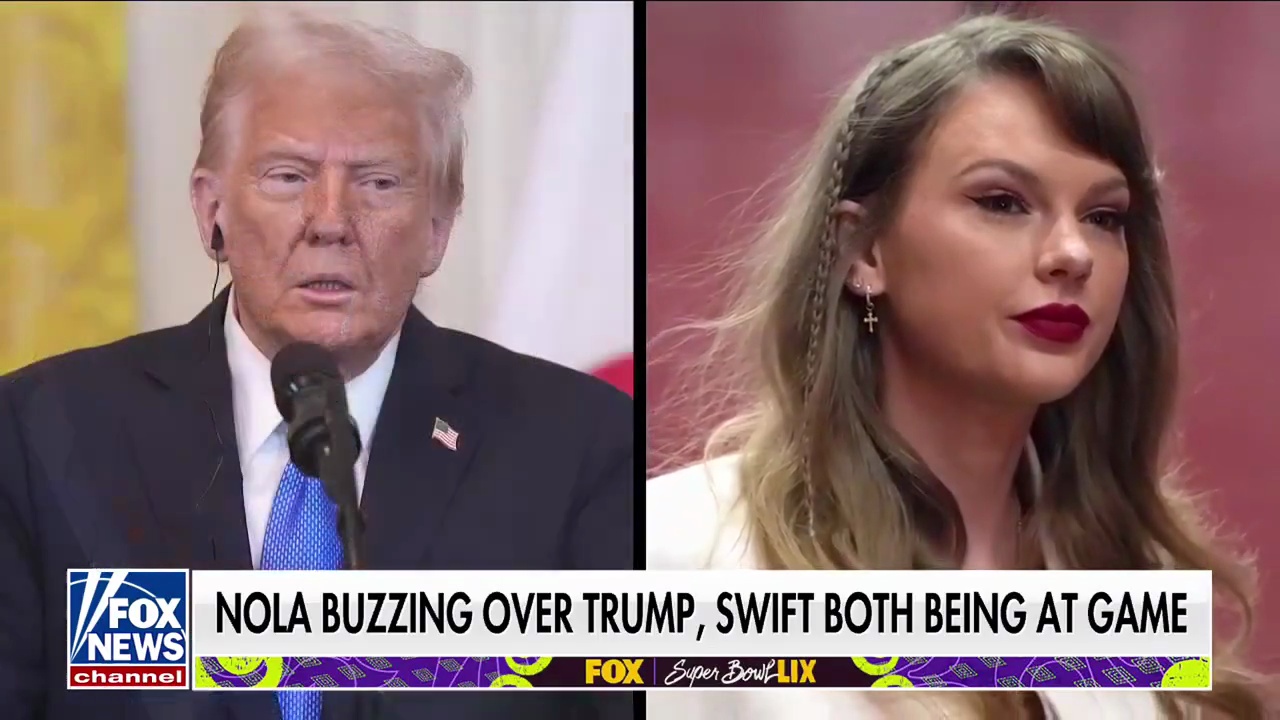 FOX
NEWS
channel
NOLA BUZZING OVER TRUMP, SWIFT BOTH BEING AT GAME
FOX Super Bowl LIX